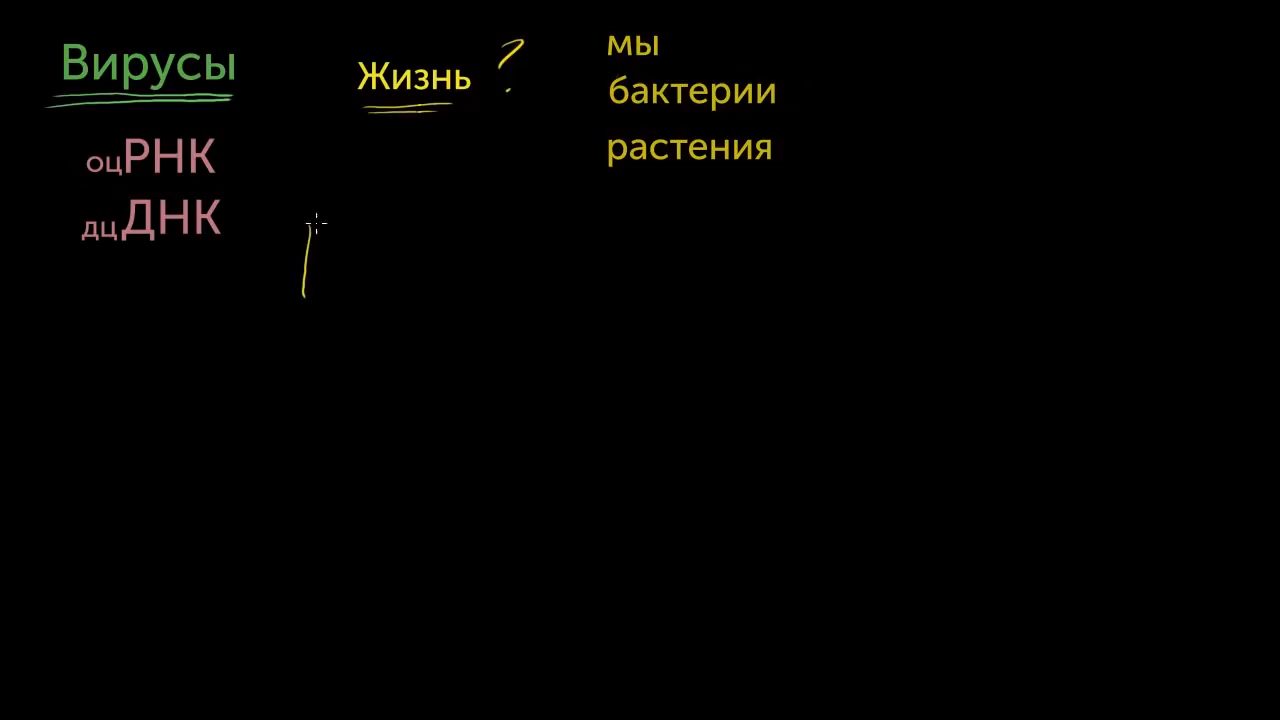 Вирусы
оцРНК
дцДНК
Жизнь ?
мы
бактерии
растения